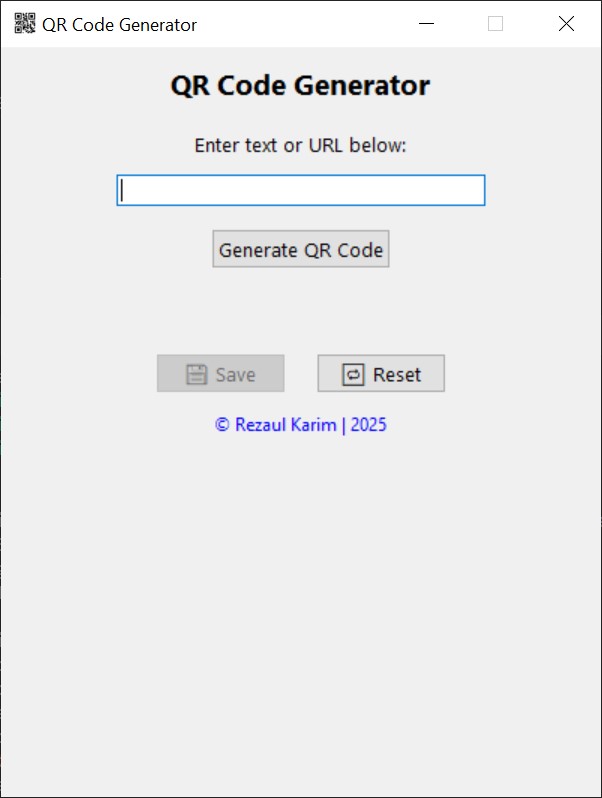 QR Code Generator
QR Code Generator
Enter text or URL below:
Generate QR Code
Save Reset
© Rezaul Karim | 2025